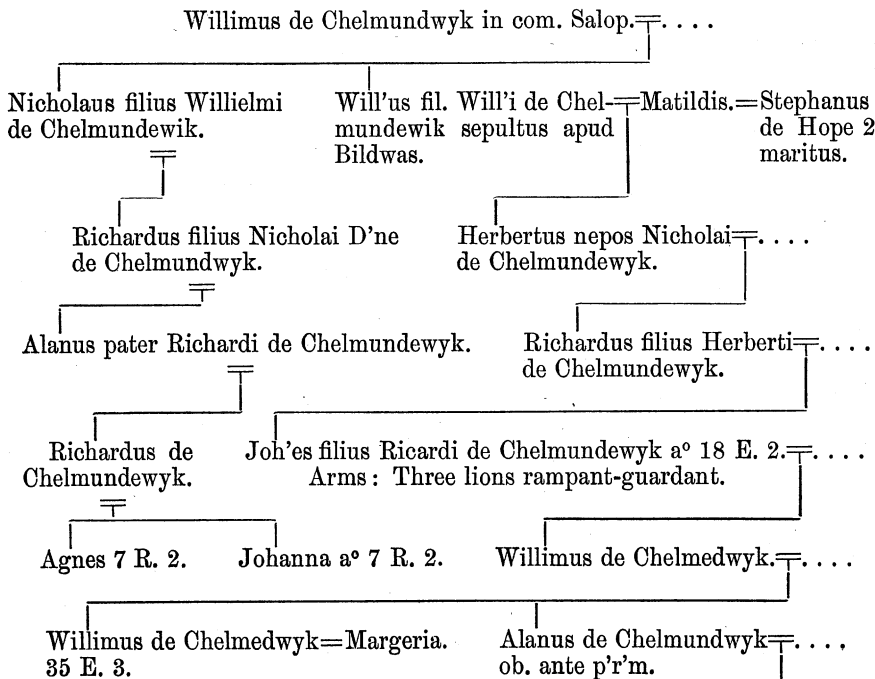 Willimus de Chelmundwyk in com. Salop.=. . . .
Nicholaus filius Willielmi
de Chelmundewik.
Will'us fil. Will'i de Chel-=Matildis.=Stephanus
mundewik sepultus apud
Bildwas.
de Hope 2
maritus.
Richardus filius Nicholai D'ne
de Chelmundwyk.
Herbertus nepos Nicholai=. . . .
de Chelmundewyk.
Alanus pater Richardi de Chelmundewyk.
Richardus filius Herberti=. . . .
de Chelmundewyk.
Richardus de
Chelmundewyk.
Joh'es filius Ricardi de Chelmundewyk aº 18 E. 2.=. . . .
Arms : Three lions rampant-guardant.
Agnes 7 R. 2.
Johanna aº 7 R. 2.
Willimus de Chelmedwyk.=. . . .
Willimus de Chelmedwyk=Margeria.
35 E. 3.
Alanus de Chelmundwyk=. . . .
ob. ante p'r'm.